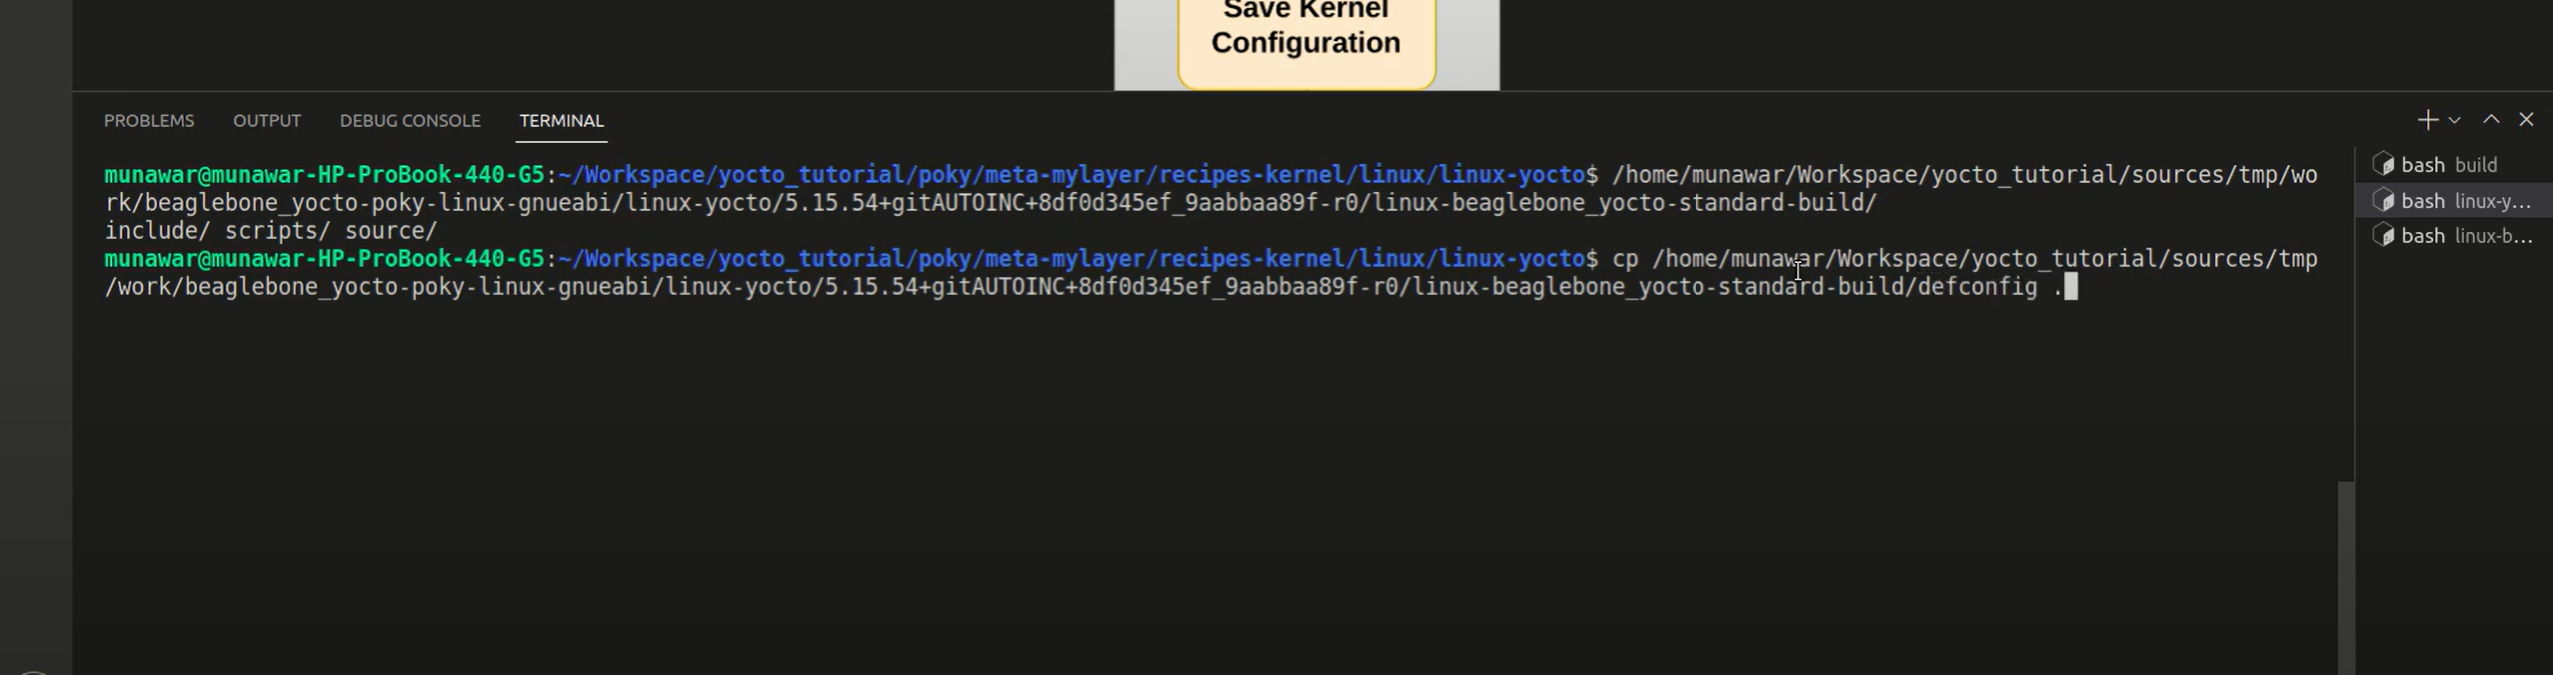 Save Kernel
Configuration
PROBLEMS OUTPUT DEBUG CONSOLE TERMINAL
munawar@munawar-HP-ProBook-440-G5:~/Workspace/yocto_tutorial/poky/meta-mylayer/recipes-kernel/linux/linux-yocto$ /home/munawar/Workspace/yocto_tutorial/sources/tmp/wo
rk/beaglebone_yocto-poky-linux-gnueabi/linux-yocto/5.15.54+gitAUTOINC+8df0d345ef_9aabbaa89f-r0/linux-beaglebone_yocto-standard-build/
include/ scripts/ source/
munawar@munawar-HP-ProBook-440-G5:~/Workspace/yocto_tutorial/poky/meta-mylayer/recipes-kernel/linux/linux-yocto$ cp /home/munawar/Workspace/yocto_tutorial/sources/tmp
/work/beaglebone_yocto-poky-linux-gnueabi/linux-yocto/5.15.54+gitAUTOINC+8df0d345ef_9aabbaa89f-r0/linux-beaglebone_yocto-standard-build/defconfig .
bash build
bash linux-y...
bash linux-b...